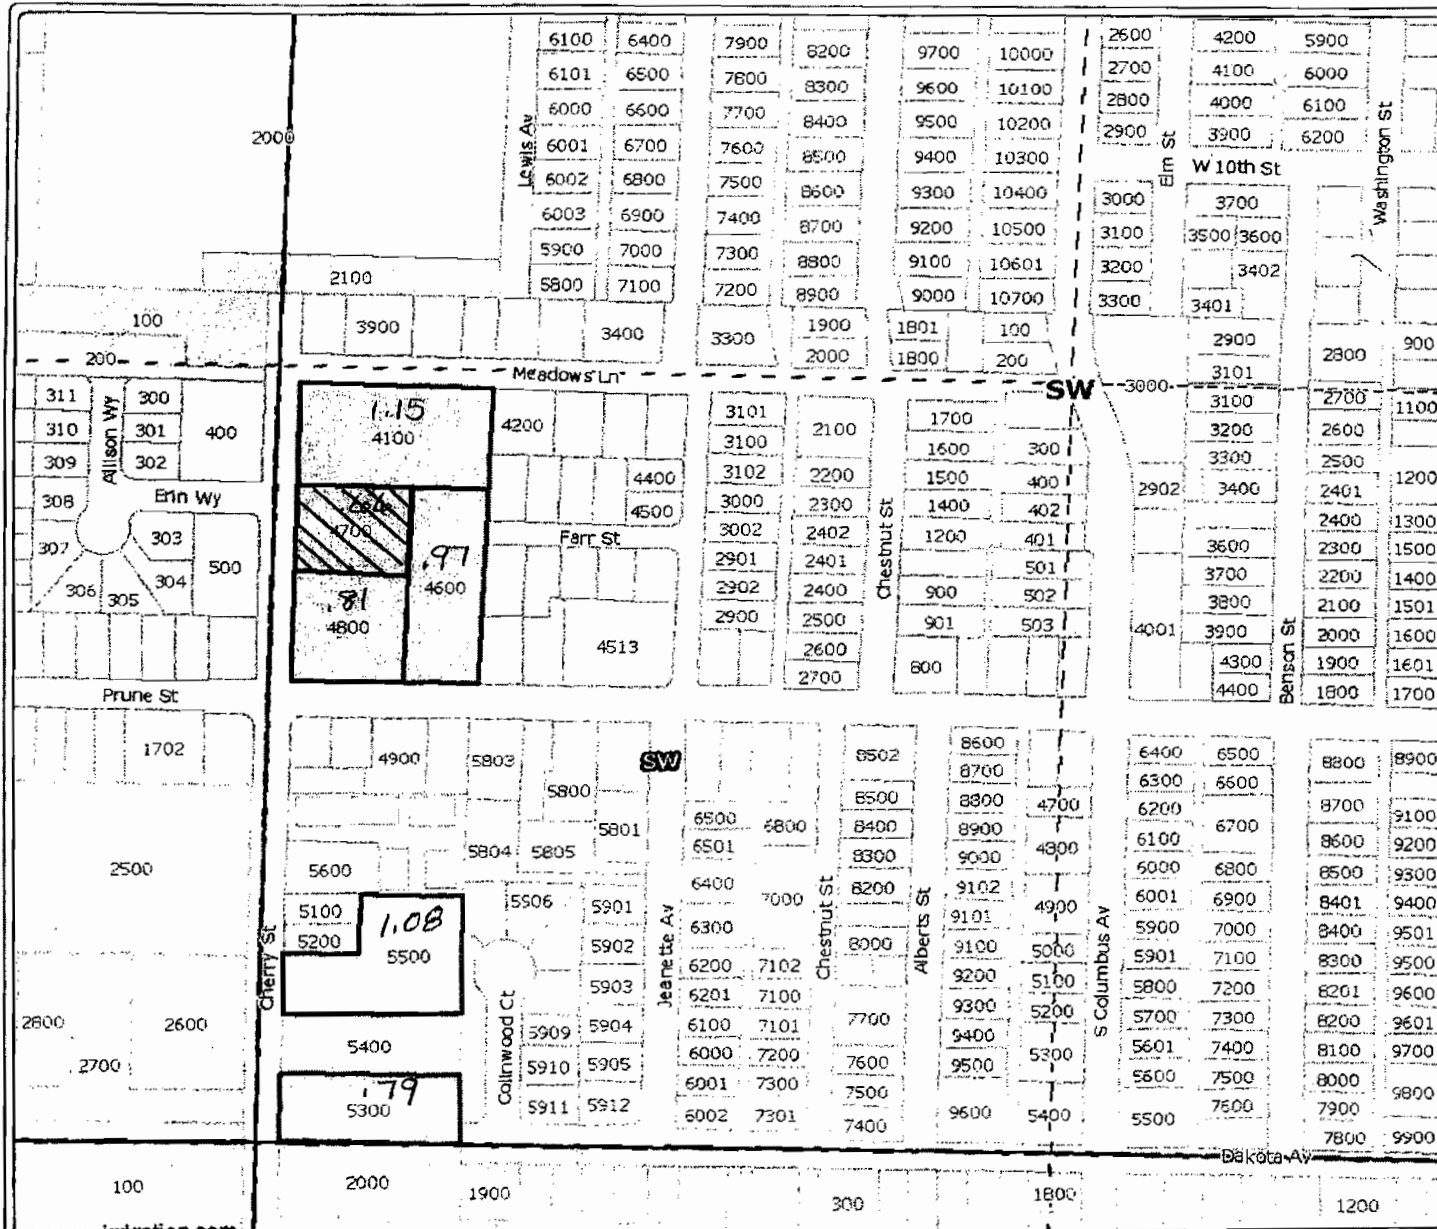 6100 6400 7900 8200 9700 10000 2600 4200 5900
6101 6500 7800 8300 9600 10100 2700 4100 6000
6000 6600 7700 8400 9500 10200 2800 4000 6100
2000 Lewis Av 6001 6700 7600 8500 9400 10300 2900 3900 6200 Washington St
6002 6800 7500 8600 9300 10400 Elm St W 10th St
6003 6900 7400 8700 9200 10500 3000 3700
5900 7000 7300 8800 9100 10601 3100 3500 3600
2100 5800 7100 7200 8900 9000 10700 3200 3402
3300 3401
100 3900 3400 3300 1900 1801 100 2900 2800 900
200 2000 1800 200 3101
Meadows Ln SW 3000
311 Allison Wy 300 400 1.15 4100 4200 3101 2100 1700 3100 2700 1100
310 301 3100 1600 300 3200 2600
309 302 4400 3102 2200 1500 400 3300 2500 1200
308 Erin Wy 4700 4500 3000 2300 Chestnut St 1400 402 2902 3400 2401
307 303 500 .97 4600 Farr St 3002 2402 1200 401 3600 2400 1300
306 305 304 2901 2401 501 3700 2300 1500
.81 4800 2902 2400 900 502 3800 2200 1400
2900 2500 901 503 4001 3900 2100 1501
4513 2600 800 4300 Benson St 2000 1600
2700 4400 1900 1601
Prune St 1800 1700
1702 4900 5803 SW 8502 8600 6400 6500 8800 8900
5800 8700 6300 6600
8500 8800 4700 6200 8700 9100
5801 6500 6800 8400 8900 6700
2500 5600 5804 5805 6501 8300 9000 4800 6100 8600 9200
6400 7000 Chestnut St 8200 9102 6000 6800 8500 9300
5100 1.08 5500 5906 5901 6300 9101 4900 6001 6900 8401 9400
5200 5902 Jeanette Av 8000 Alberts St 9100 5000 5900 7000 8400 9501
Cherry St 6200 7102 9200 5100 S Columbus Av 5901 7100 8300 9500
5903 6201 7100 9300 5200 5800 7200 8201 9600
2800 2600 Collnwood Ct 5909 5904 6100 7101 7700 9400 5700 7300 8200 9601
2700 5400 5910 5905 6000 7200 7600 9500 5300 5601 7400 8100 9700
.79 5300 5911 5912 6001 7300 7500 5600 7500 8000 9800
6002 7301 7400 9600 5400 5500 7600 7900
7800 9900
Dakota Av
100 2000 1900 300 1800 1200